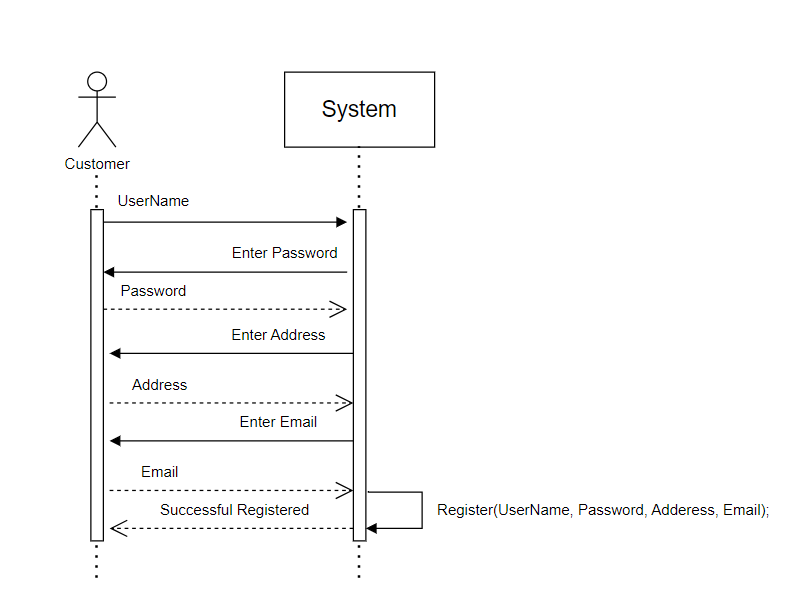 System
Customer
UserName
Enter Password
Password
Enter Address
Address
Enter Email
Email
Successful Registered
Register(UserName, Password, Adderess, Email);